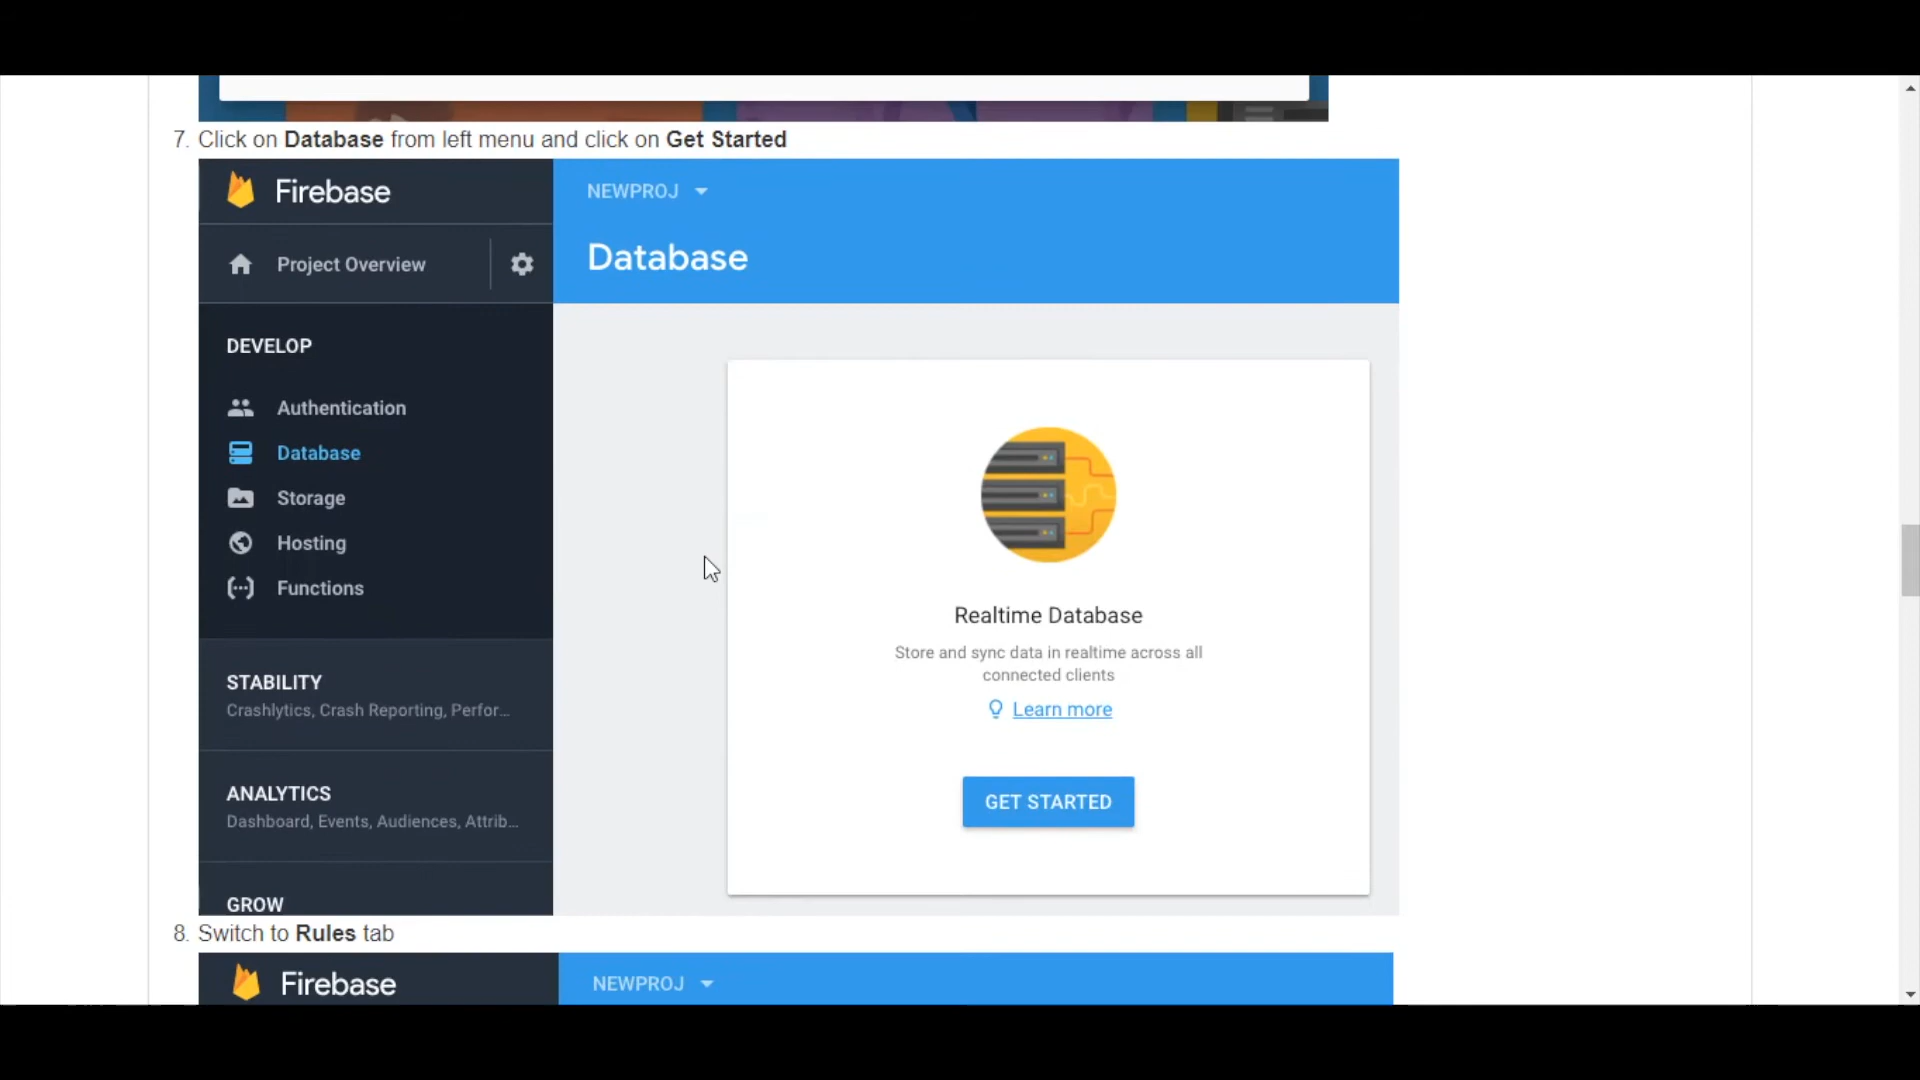 7. Click on Database from left menu and click on Get Started
Firebase
NEWPROJ
Project Overview
Database
DEVELOP
Authentication
Database
Storage
Hosting
Functions
Realtime Database
Store and sync data in realtime across all
connected clients
Learn more
GET STARTED
STABILITY
Crashlytics, Crash Reporting, Perfor...
ANALYTICS
Dashboard, Events, Audiences, Attrib...
GROW
8. Switch to Rules tab
Firebase
NEWPROJ